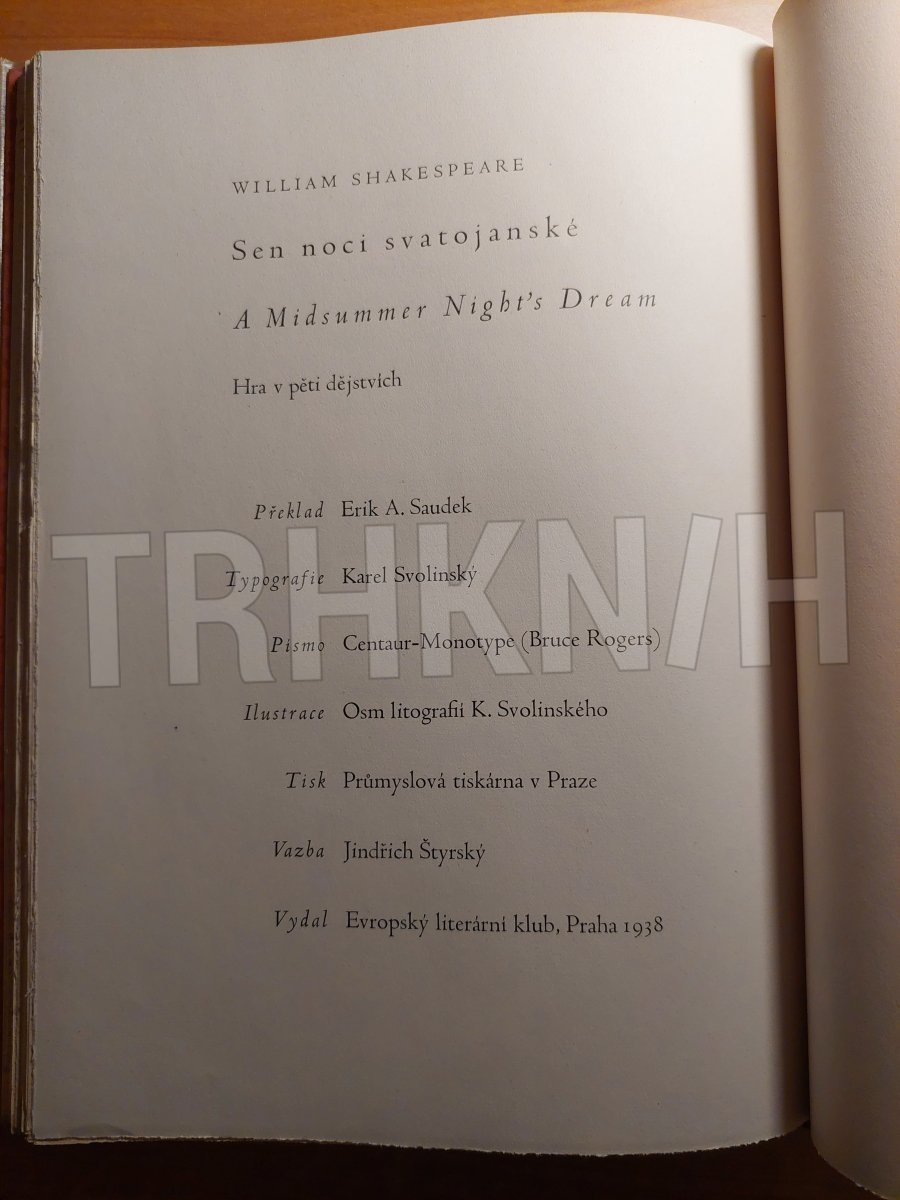 WILLIAM SHAKESPEARE
Sen noci svatojanské
A Midsummer Night's Dream
Hra v pěti dějstvích
Překlad Erik A. Saudek
TRHKN/H
Typografie Karel Svolinský
Písmo Centaur-Monotype (Bruce Rogers)
Ilustrace Osm litografií K. Svolinského
Tisk Průmyslová tiskárna v Praze
Vazba Jindřich Štyrský
Vydal Evropský literární klub, Praha 1938